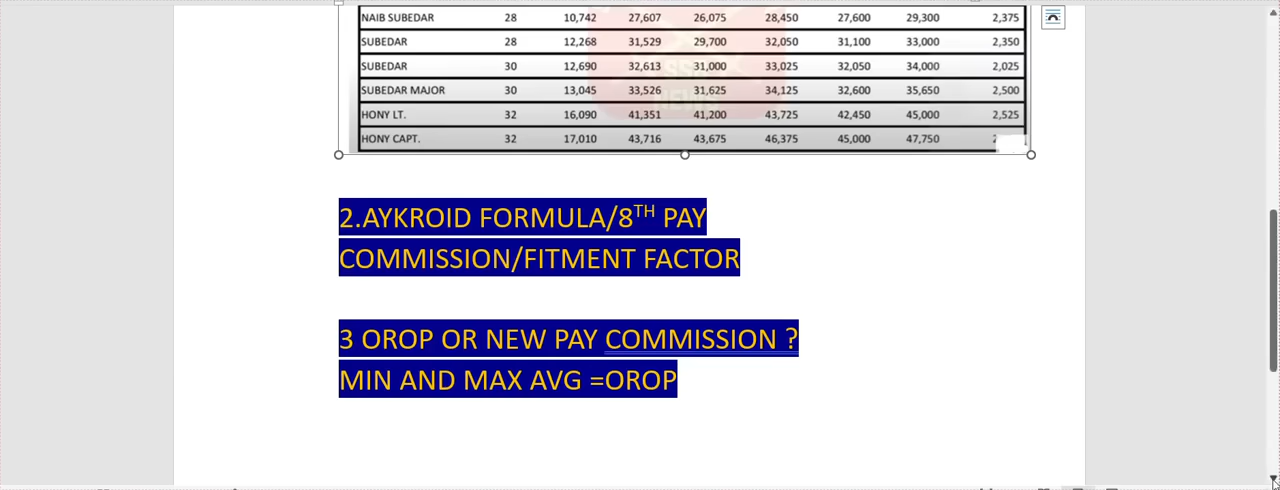 NAIB SUBEDAR 28 10,742 27,607 26,075 28,450 27,600 29,300 2,375
SUBEDAR 28 12,268 31,529 29,700 32,050 31,100 33,000 2,350
SUBEDAR 30 12,690 32,613 31,000 33,025 32,050 34,000 2,025
SUBEDAR MAJOR 30 13,045 33,526 31,625 34,125 32,600 35,650 2,500
HONY LT. 32 16,090 41,351 41,200 43,725 42,450 45,000 2,525
HONY CAPT. 32 17,010 43,716 43,675 46,375 45,000 47,750
NEWS
2.AYKROID FORMULA/8TH PAY
COMMISSION/FITMENT FACTOR
3 OROP OR NEW PAY COMMISSION ?
MIN AND MAX AVG =OROP